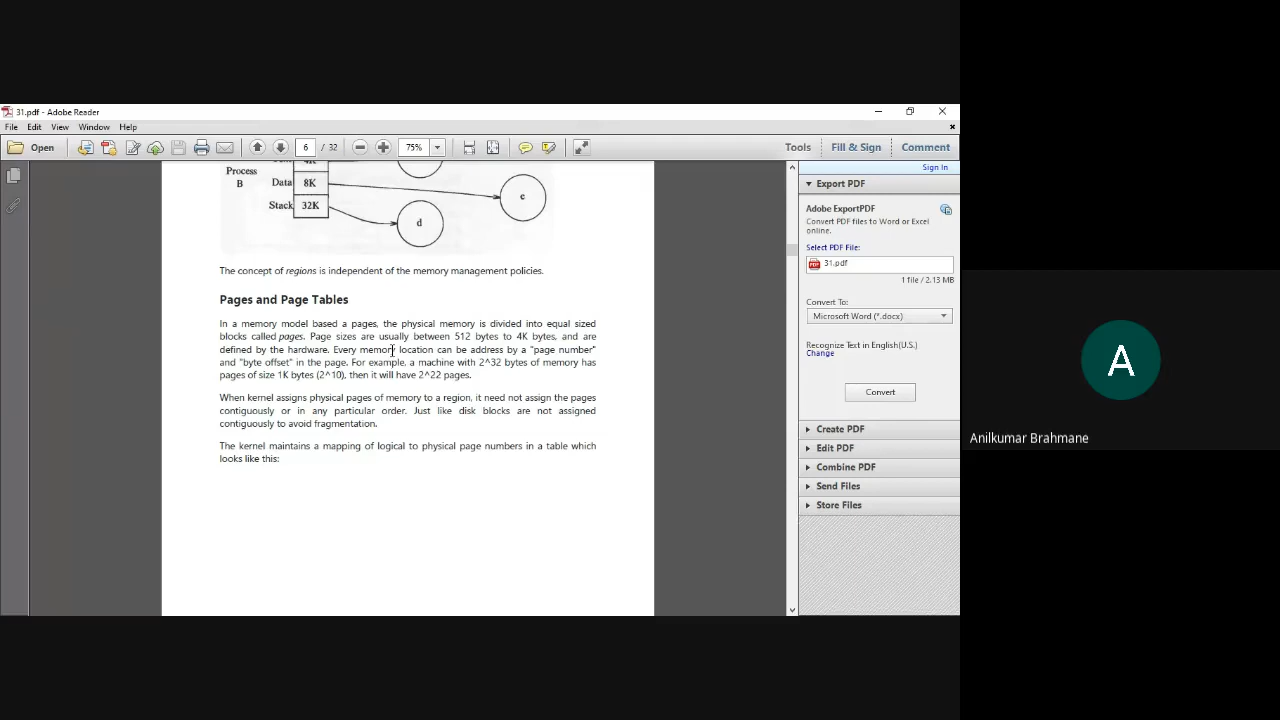 31.pdf - Adobe Reader
File Edit View Window Help
Open 6 / 32 75% Tools Fill & Sign Comment
Sign In
4K
Process
B
Data 8K
Stack 32K
c
d
The concept of regions is independent of the memory management policies.
Pages and Page Tables
In a memory model based a pages, the physical memory is divided into equal sized
blocks called pages. Page sizes are usually between 512 bytes to 4K bytes, and are
defined by the hardware. Every memory location can be address by a "page number"
and "byte offset" in the page. For example, a machine with 2^32 bytes of memory has
pages of size 1K bytes (2^10), then it will have 2^22 pages.
When kernel assigns physical pages of memory to a region, it need not assign the pages
contiguously or in any particular order. Just like disk blocks are not assigned
contiguously to avoid fragmentation.
The kernel maintains a mapping of logical to physical page numbers in a table which
looks like this:
Export PDF
Adobe ExportPDF
Convert PDF files to Word or Excel
online.
Select PDF File:
31.pdf
1 file / 2.13 MB
Convert To:
Microsoft Word (*.docx)
Recognize Text in English(U.S.)
Change
Convert
Create PDF
Edit PDF
Combine PDF
Send Files
Store Files
A
Anilkumar Brahmane